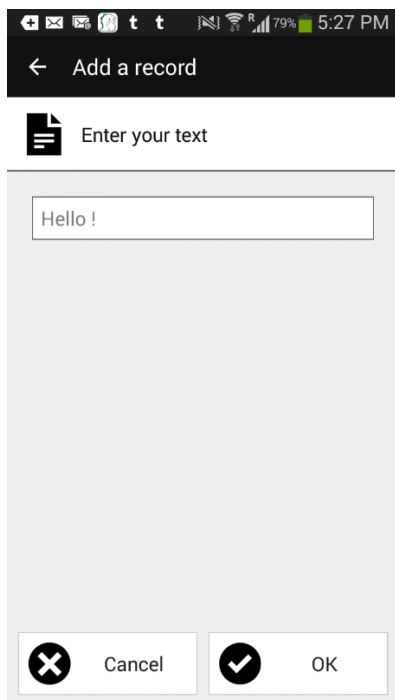 t t R 79% 5:27 PM
Add a record
Enter your text
Hello !
Cancel OK